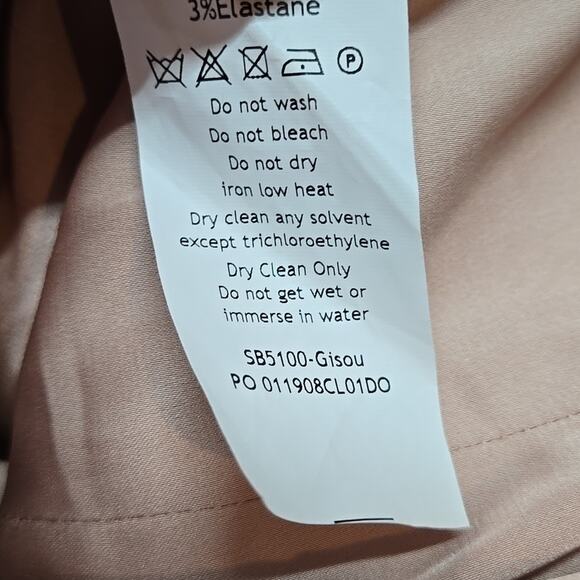 3%Elastane
P
Do not wash
Do not bleach
Do not dry
iron low heat
Dry clean any solvent
except trichloroethylene
Dry Clean Only
Do not get wet or
immerse in water
SB5100-Gisou
PO 011908CL01DO